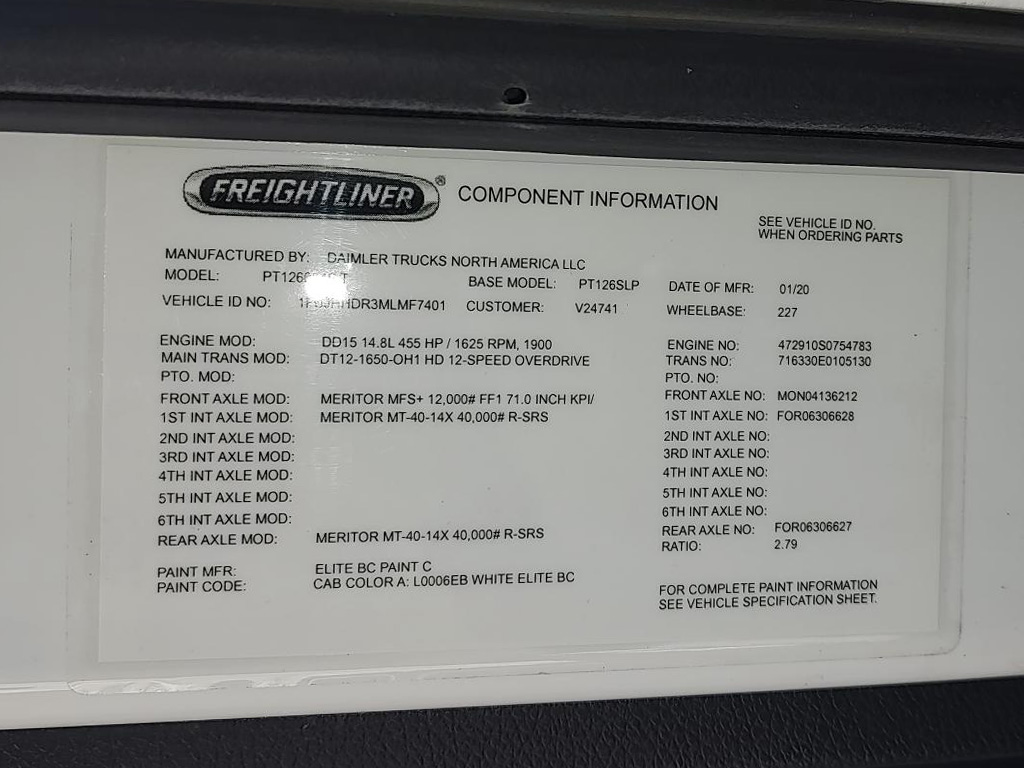 FREIGHTLINER® COMPONENT INFORMATION
SEE VEHICLE ID NO.
WHEN ORDERING PARTS
MANUFACTURED BY: DAIMLER TRUCKS NORTH AMERICA LLC
MODEL: BASE MODEL: PT126SLP DATE OF MFR: 01/20
VEHICLE ID NO: CUSTOMER: V24741 WHEELBASE: 227
ENGINE MOD: DD15 14.8L 455 HP / 1625 RPM, 1900 ENGINE NO: 472910S0754783
MAIN TRANS MOD: DT12-1650-OH1 HD 12-SPEED OVERDRIVE TRANS NO: 716330E0105130
PTO. MOD: PTO. NO:
FRONT AXLE MOD: MERITOR MFS+ 12,000# FF1 71.0 INCH KPI/ FRONT AXLE NO: MON04136212
1ST INT AXLE MOD: MERITOR MT-40-14X 40,000# R-SRS 1ST INT AXLE NO: FOR06306628
2ND INT AXLE MOD: 2ND INT AXLE NO:
3RD INT AXLE MOD: 3RD INT AXLE NO:
4TH INT AXLE MOD: 4TH INT AXLE NO:
5TH INT AXLE MOD: 5TH INT AXLE NO:
6TH INT AXLE MOD: 6TH INT AXLE NO:
REAR AXLE MOD: MERITOR MT-40-14X 40,000# R-SRS REAR AXLE NO: FOR06306627
RATIO: 2.79
PAINT MFR: ELITE BC PAINT C
PAINT CODE: CAB COLOR A: L0006EB WHITE ELITE BC
FOR COMPLETE PAINT INFORMATION
SEE VEHICLE SPECIFICATION SHEET.